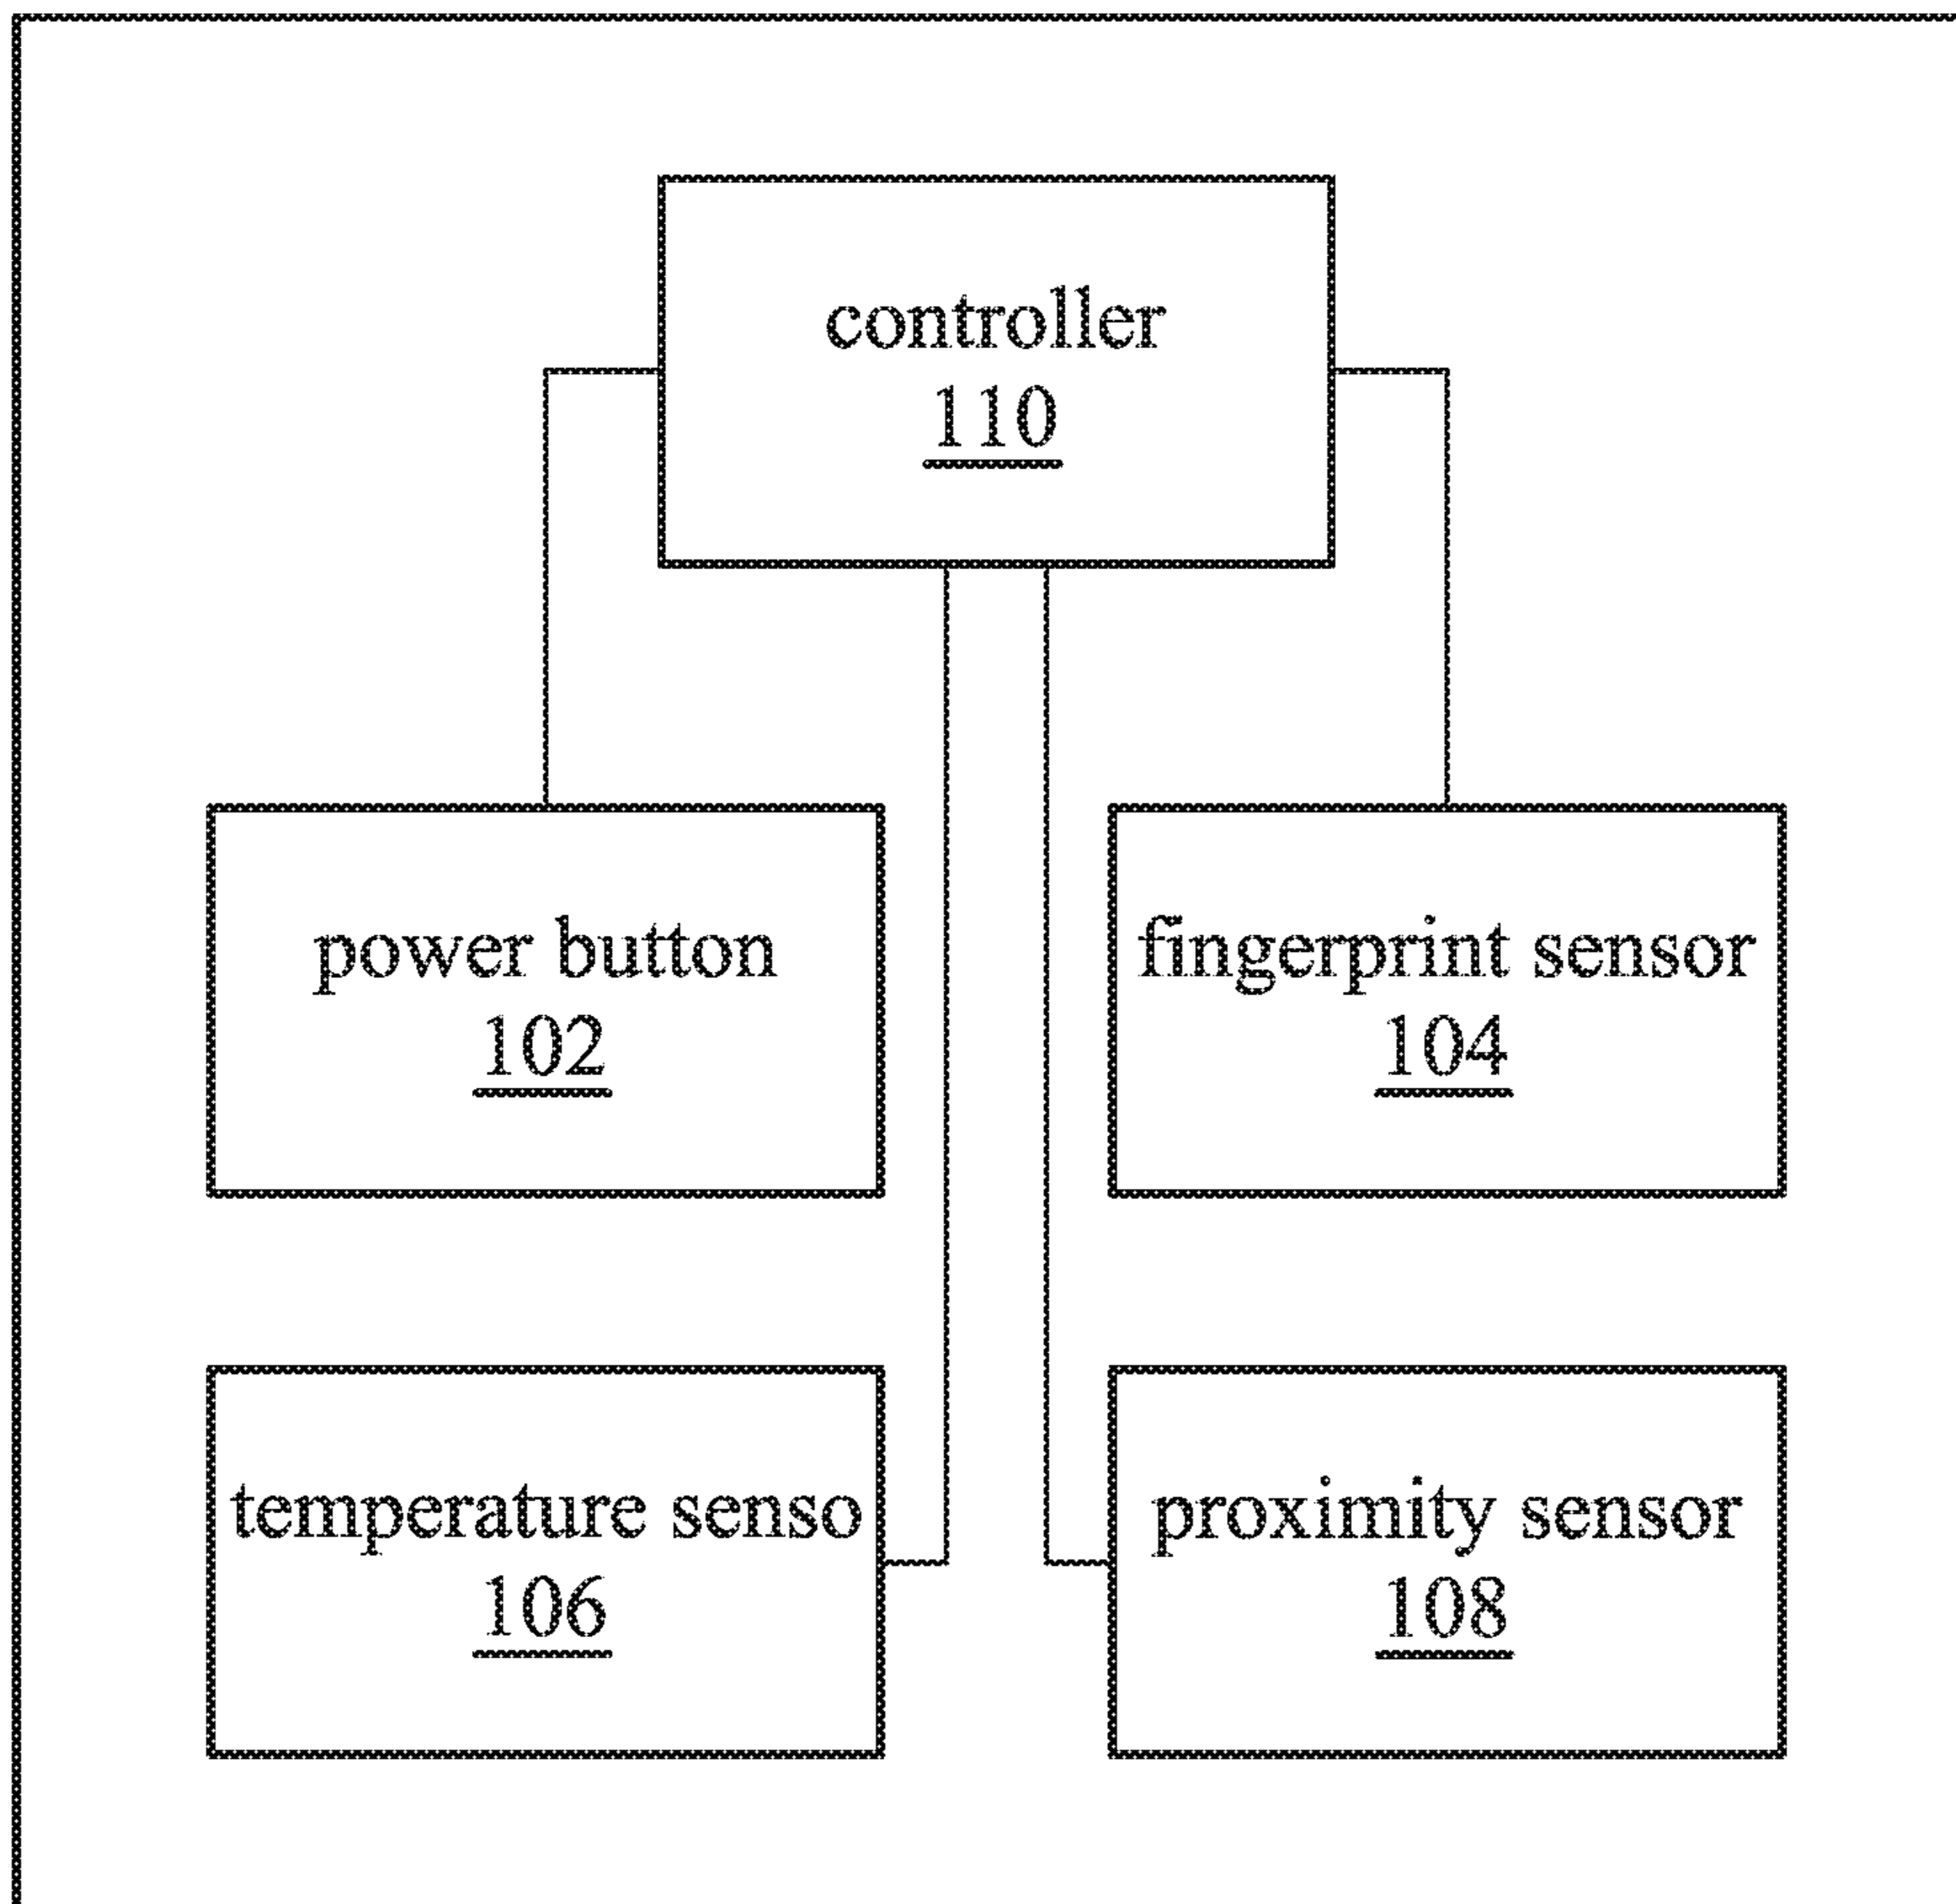 controller
110
power button
102
fingerprint sensor
104
temperature senso
106
proximity sensor
108